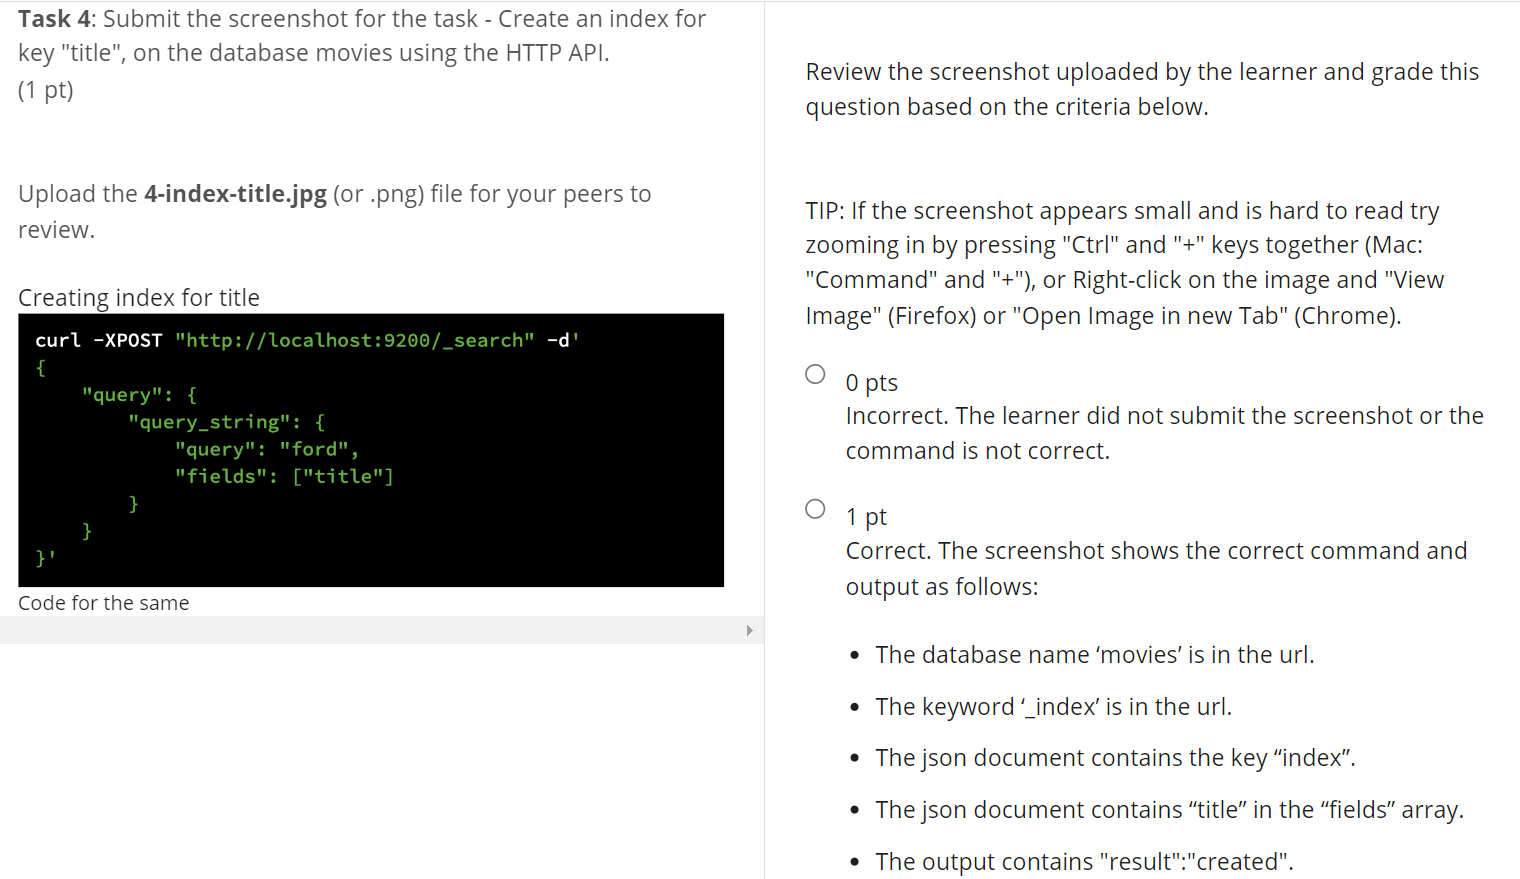 Task 4: Submit the screenshot for the task - Create an index for
key "title", on the database movies using the HTTP API.
(1 pt)
Upload the 4-index-title.jpg (or .png) file for your peers to
review.
Creating index for title
curl -XPOST "http://localhost:9200/_search" -d'
{
    "query": {
        "query_string": {
            "query": "ford",
            "fields": ["title"]
        }
    }
}'
Code for the same
Review the screenshot uploaded by the learner and grade this
question based on the criteria below.
TIP: If the screenshot appears small and is hard to read try
zooming in by pressing "Ctrl" and "+" keys together (Mac:
"Command" and "+"), or Right-click on the image and "View
Image" (Firefox) or "Open Image in new Tab" (Chrome).
0 pts
Incorrect. The learner did not submit the screenshot or the
command is not correct.
1 pt
Correct. The screenshot shows the correct command and
output as follows:
• The database name ‘movies’ is in the url.
• The keyword ‘_index’ is in the url.
• The json document contains the key “index”.
• The json document contains “title” in the “fields” array.
• The output contains "result":"created".